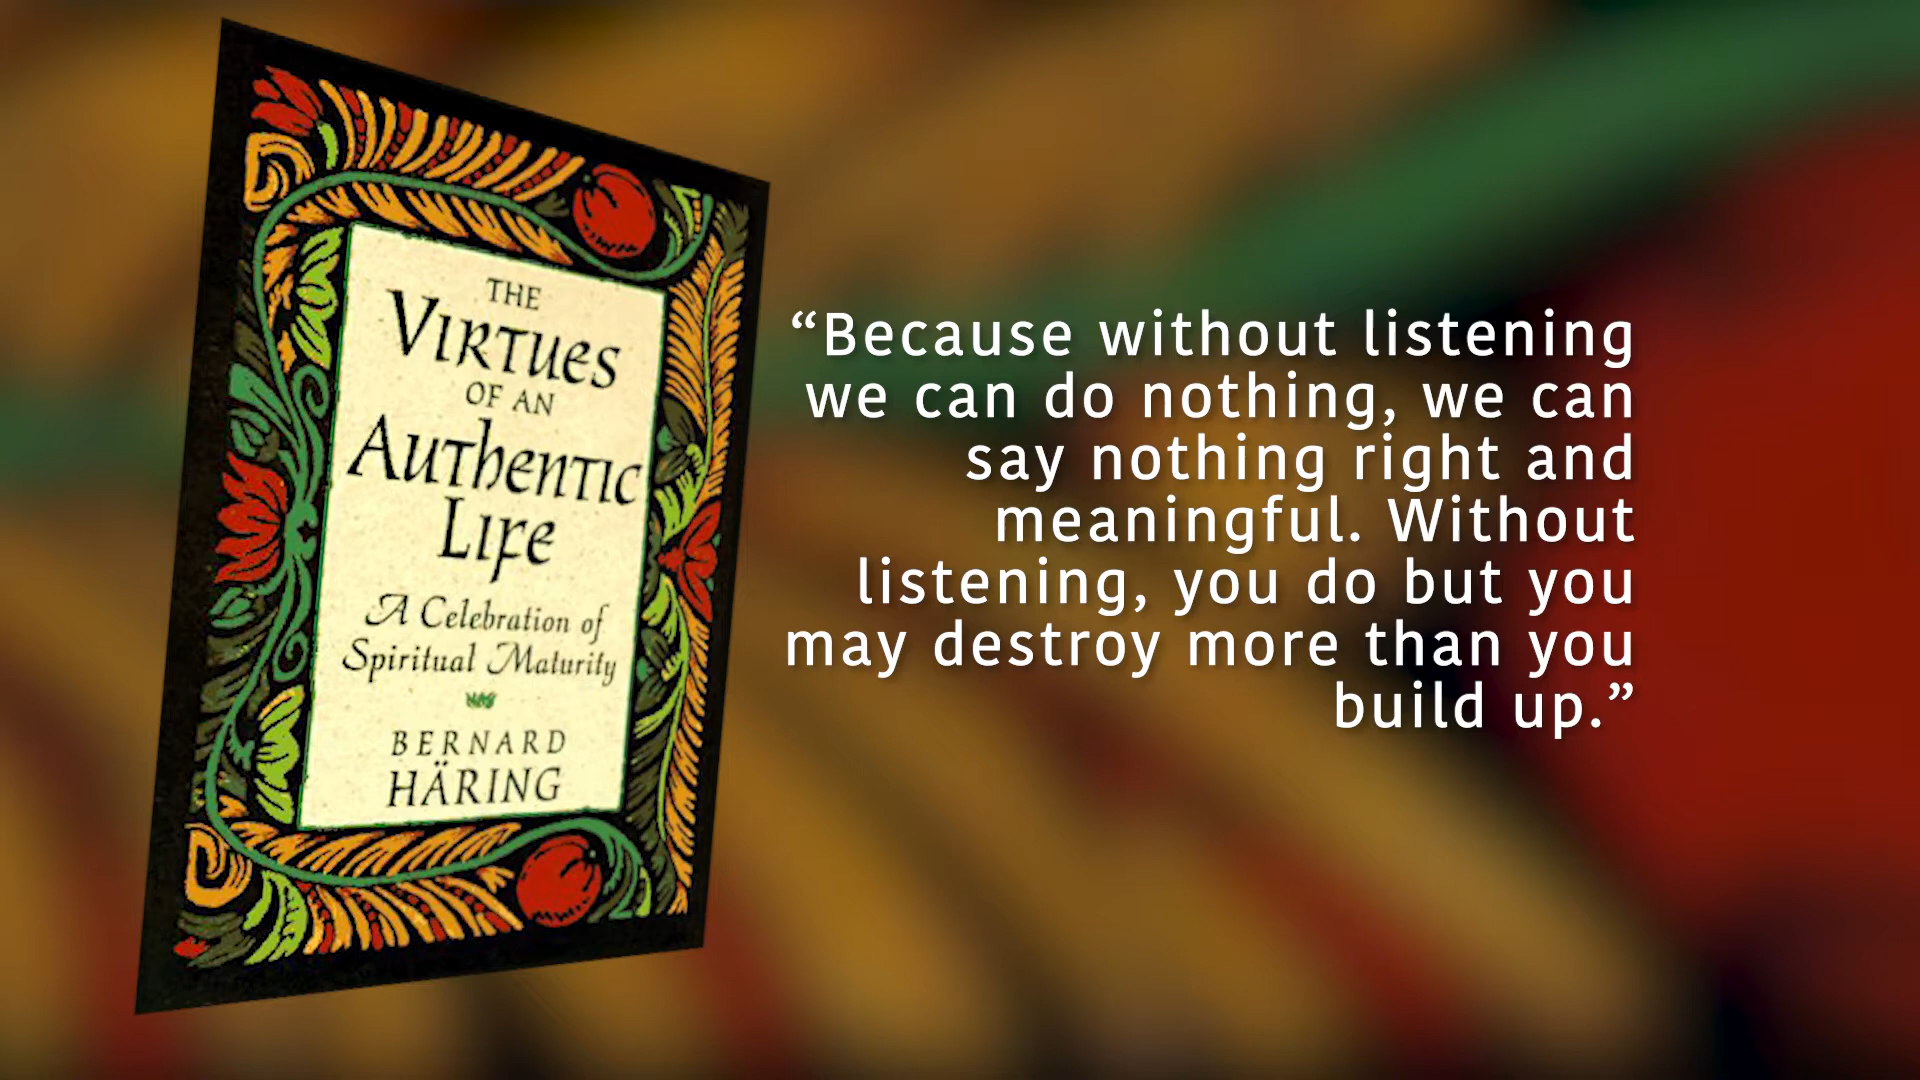 THE
VIRTUES
OF AN
AUTHENTIC
LIFE
A Celebration of
Spiritual Maturity
BERNARD
HÄRING
“Because without listening
we can do nothing, we can
say nothing right and
meaningful. Without
listening, you do but you
may destroy more than you
build up.”